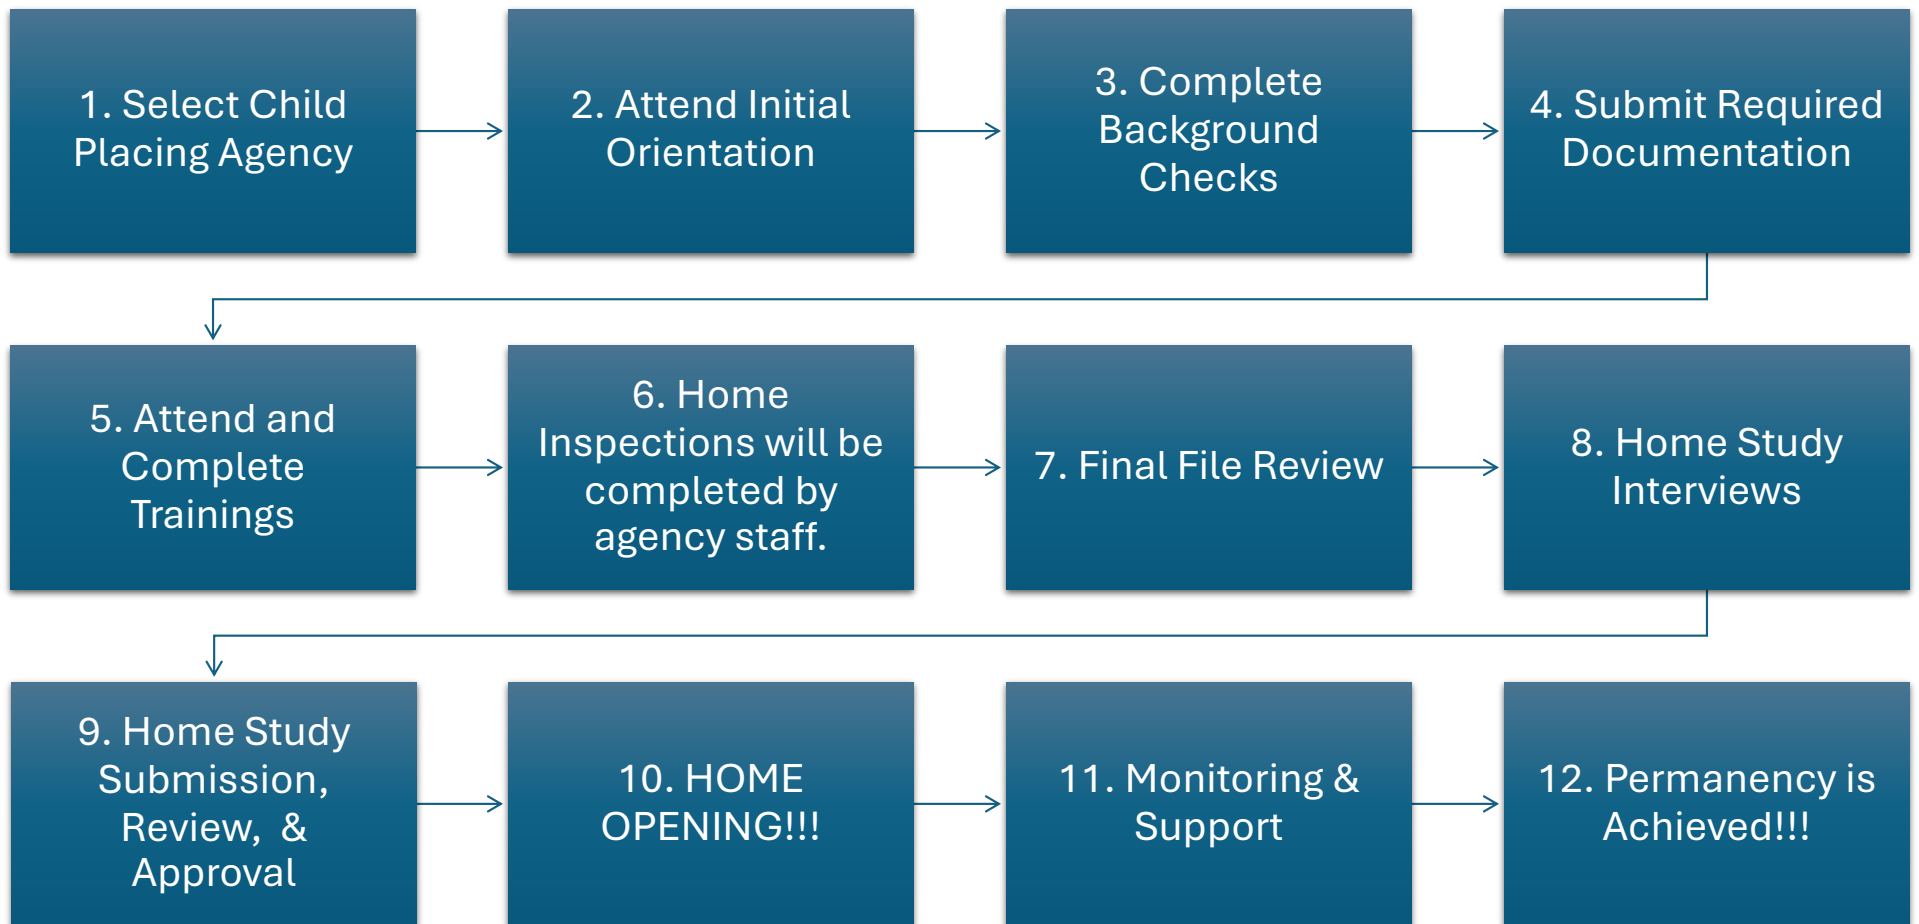 1. Select Child
Placing Agency
2. Attend Initial
Orientation
3. Complete
Background
Checks
4. Submit Required
Documentation
5. Attend and
Complete
Trainings
6. Home
Inspections will be
completed by
agency staff.
7. Final File Review
8. Home Study
Interviews
9. Home Study
Submission,
Review,  &
Approval
10. HOME
OPENING!!!
11. Monitoring &
Support
12. Permanency is
Achieved!!!